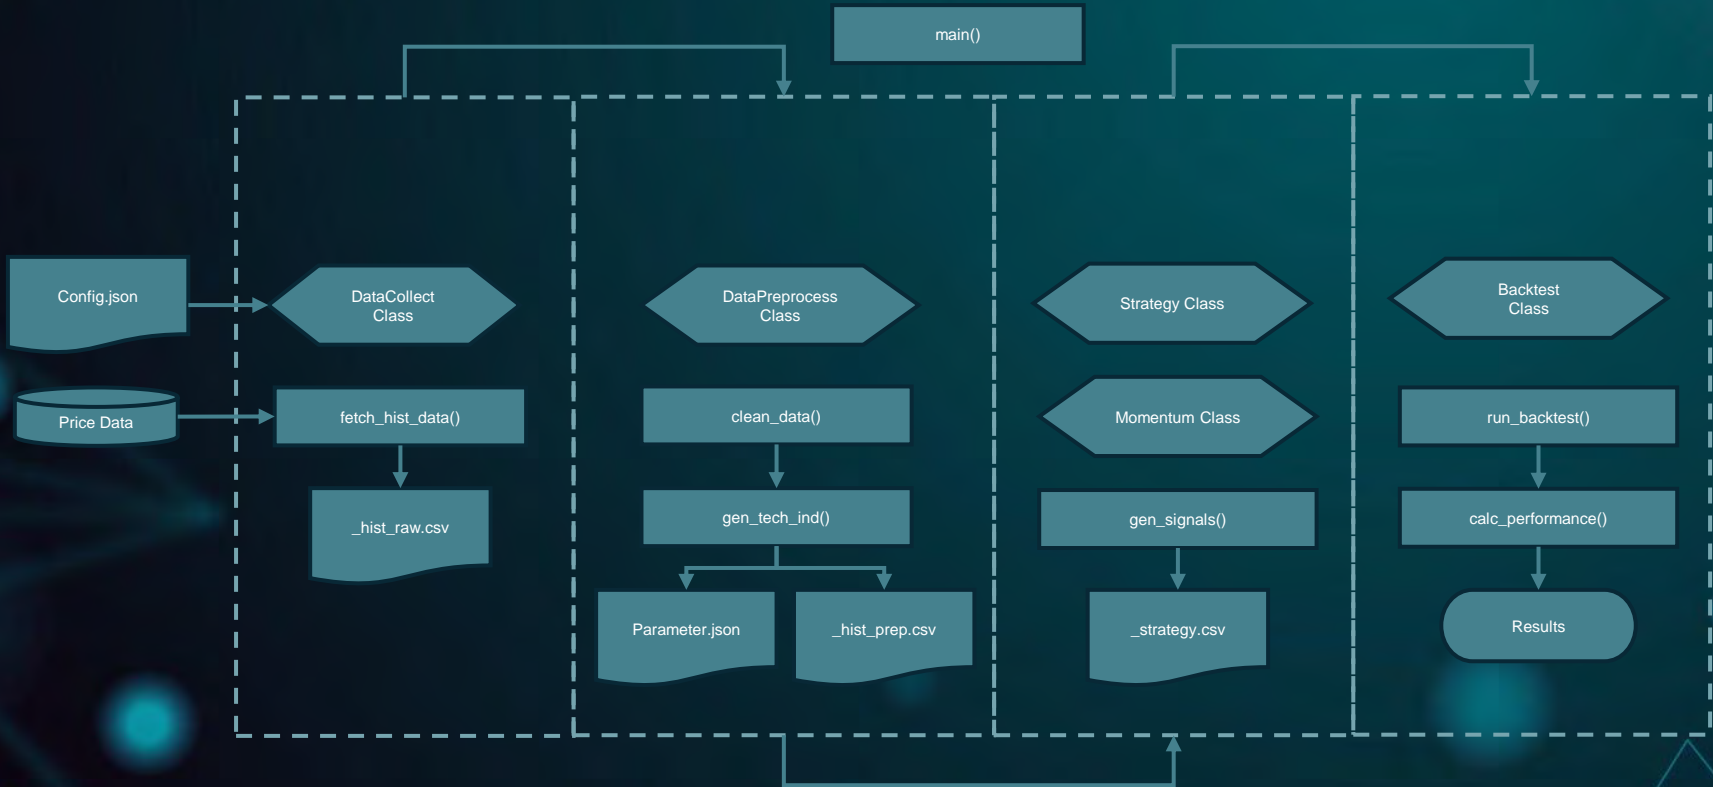 main()
Config.json
DataCollect
Class
DataPreprocess
Class
Strategy Class
Backtest
Class
Price Data
fetch_hist_data()
clean_data()
Momentum Class
run_backtest()
_hist_raw.csv
gen_tech_ind()
gen_signals()
calc_performance()
Parameter.json
_hist_prep.csv
_strategy.csv
Results